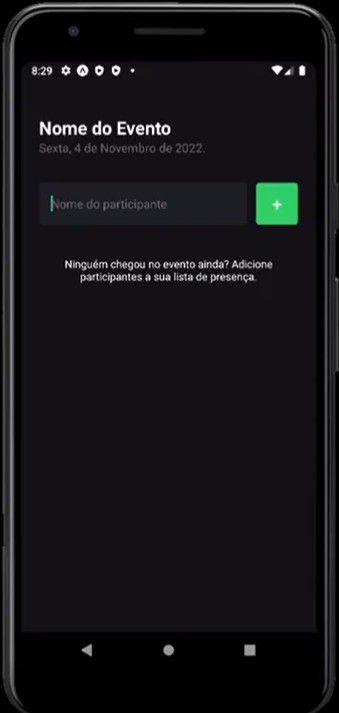 8:29
Nome do Evento
Sexta, 4 de Novembro de 2022.
Nome do participante
+
Ninguém chegou no evento ainda? Adicione
participantes a sua lista de presença.